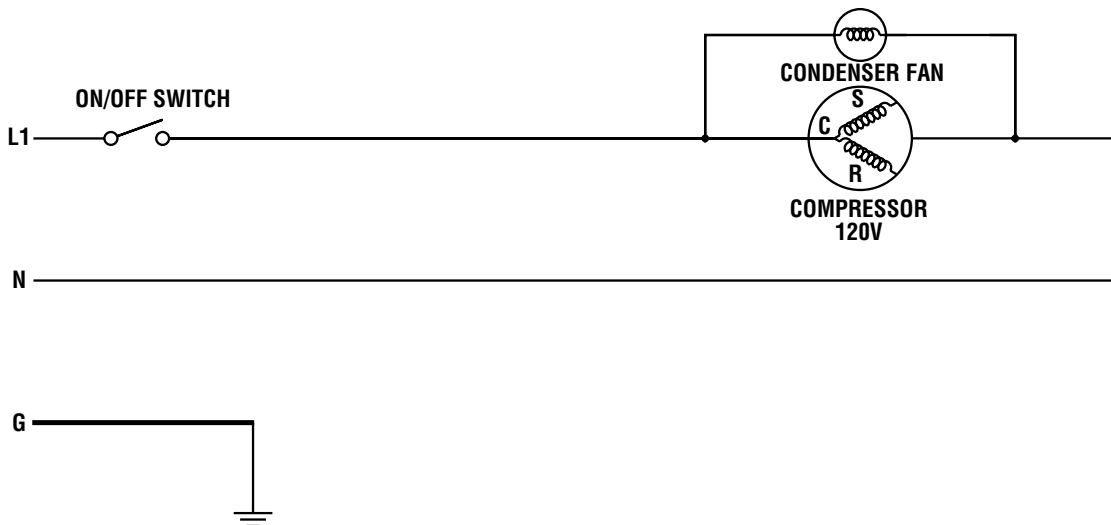 CONDENSER FAN
ON/OFF SWITCH
S
L1
C
R
COMPRESSOR
120V
N
G